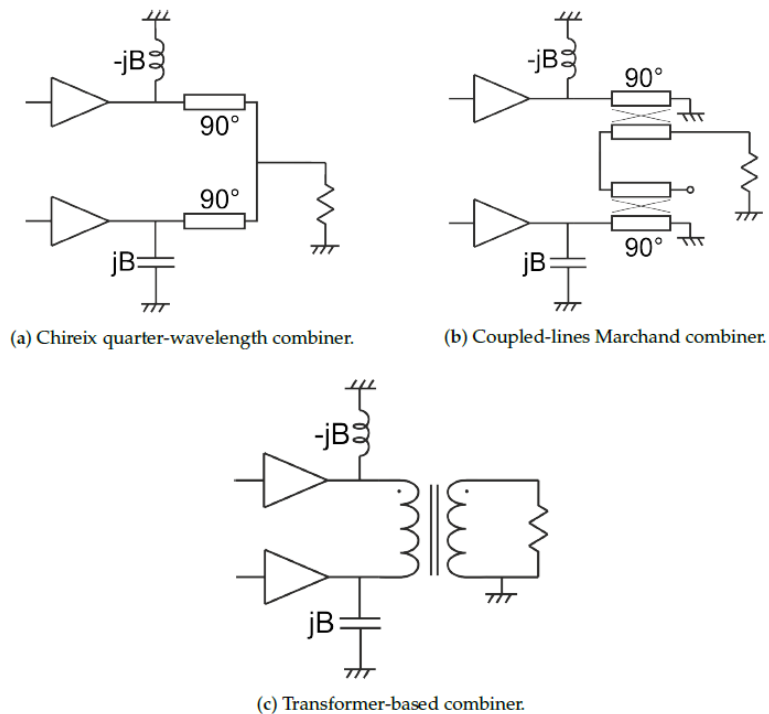 -jB
90°
90°
jB
(a) Chireix quarter-wavelength combiner.
-jB
90°
90°
jB
(b) Coupled-lines Marchand combiner.
-jB
jB
(c) Transformer-based combiner.